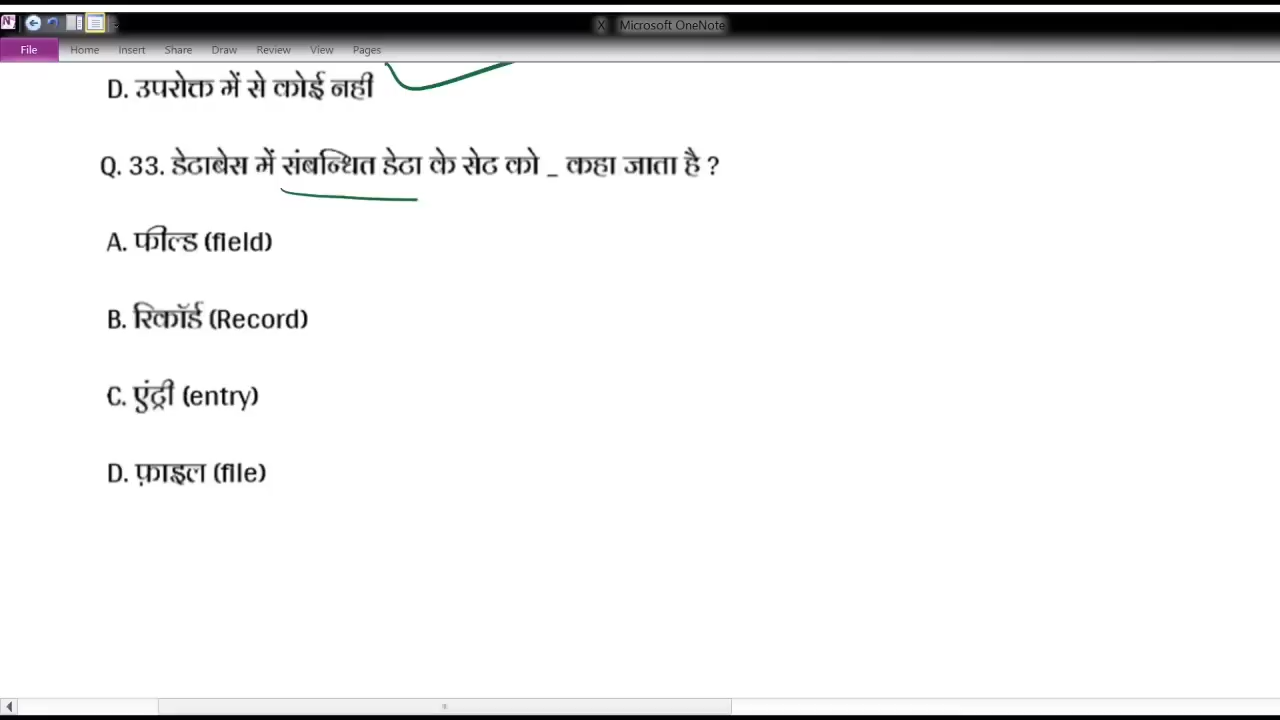 X Microsoft OneNote
File Home Insert Share Draw Review View Pages
D. उपरोक्त में से कोई नही
Q. 33. डेटाबेस में संबन्धित डेटा के सेट को _ कहा जाता है ?
A. फील्ड (field)
B. रिकॉर्ड (Record)
C. एंट्री (entry)
D. फ़ाइल (file)